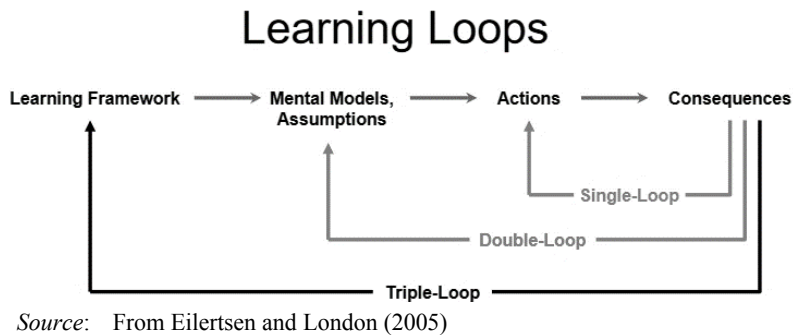 Learning Loops
Learning Framework
Mental Models,
Assumptions
Actions
Consequences
Single-Loop
Double-Loop
Triple-Loop
Source: From Eilertsen and London (2005)